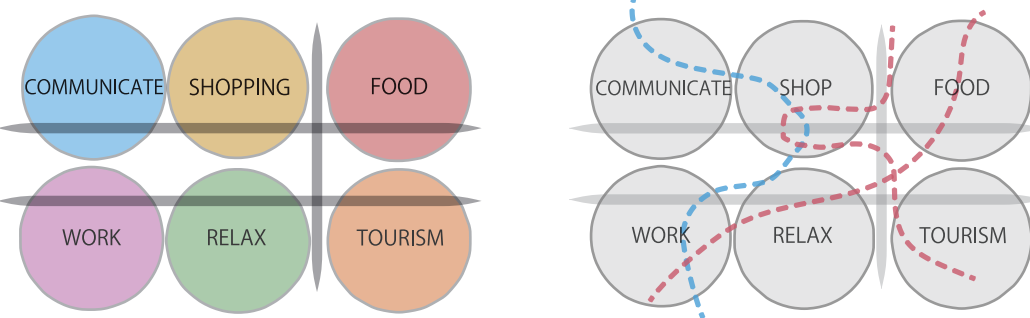 COMMUNICATE
SHOPPING
FOOD
WORK
RELAX
TOURISM
COMMUNICATE
SHOP
FOOD
WORK
RELAX
TOURISM